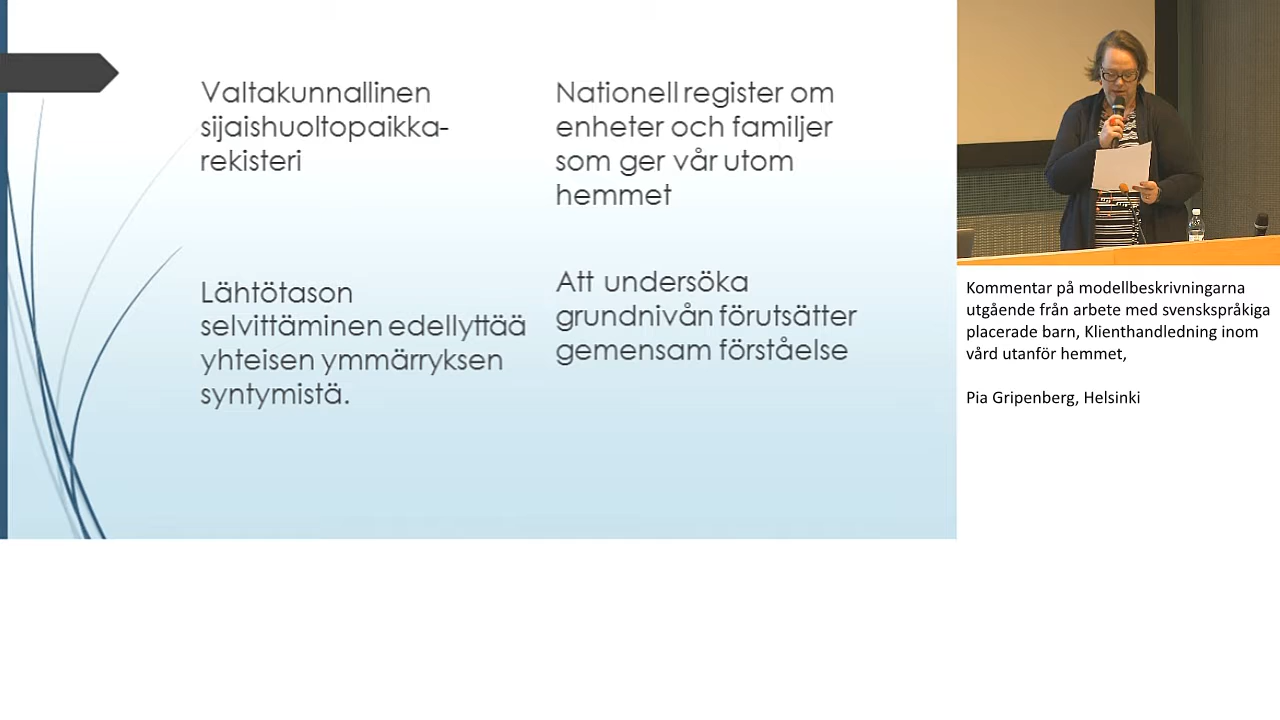 Valtakunnallinen
sijaishuoltopaikka-
rekisteri
Lähtötason
selvittäminen edellyttää
yhteisen ymmärryksen
syntymistä.
Nationell register om
enheter och familjer
som ger vår utom
hemmet
Att undersöka
grundnivån förutsätter
gemensam förståelse
Kommentar på modellbeskrivningarna
utgående från arbete med svenskspråkiga
placerade barn, Klienthandledning inom
vård utanför hemmet,
Pia Gripenberg, Helsinki